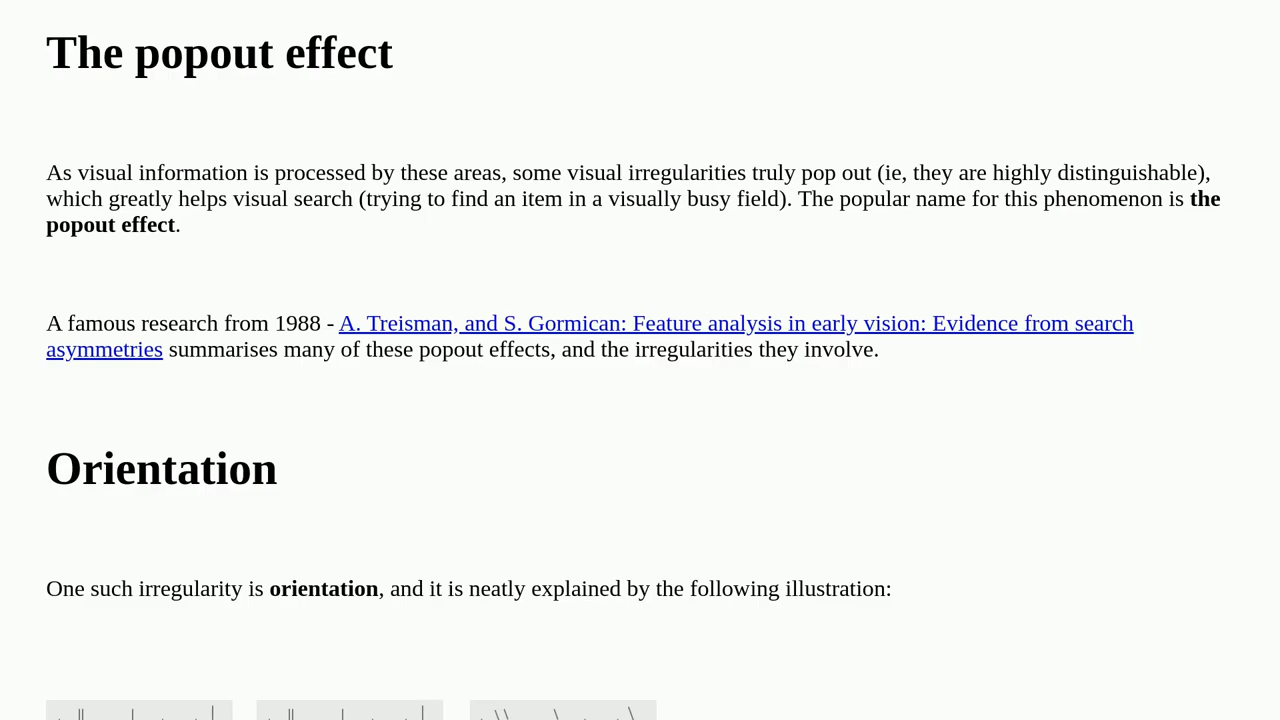 The popout effect
As visual information is processed by these areas, some visual irregularities truly pop out (ie, they are highly distinguishable),
which greatly helps visual search (trying to find an item in a visually busy field). The popular name for this phenomenon is the
popout effect.
A famous research from 1988 - A. Treisman, and S. Gormican: Feature analysis in early vision: Evidence from search
asymmetries summarises many of these popout effects, and the irregularities they involve.
Orientation
One such irregularity is orientation, and it is neatly explained by the following illustration: